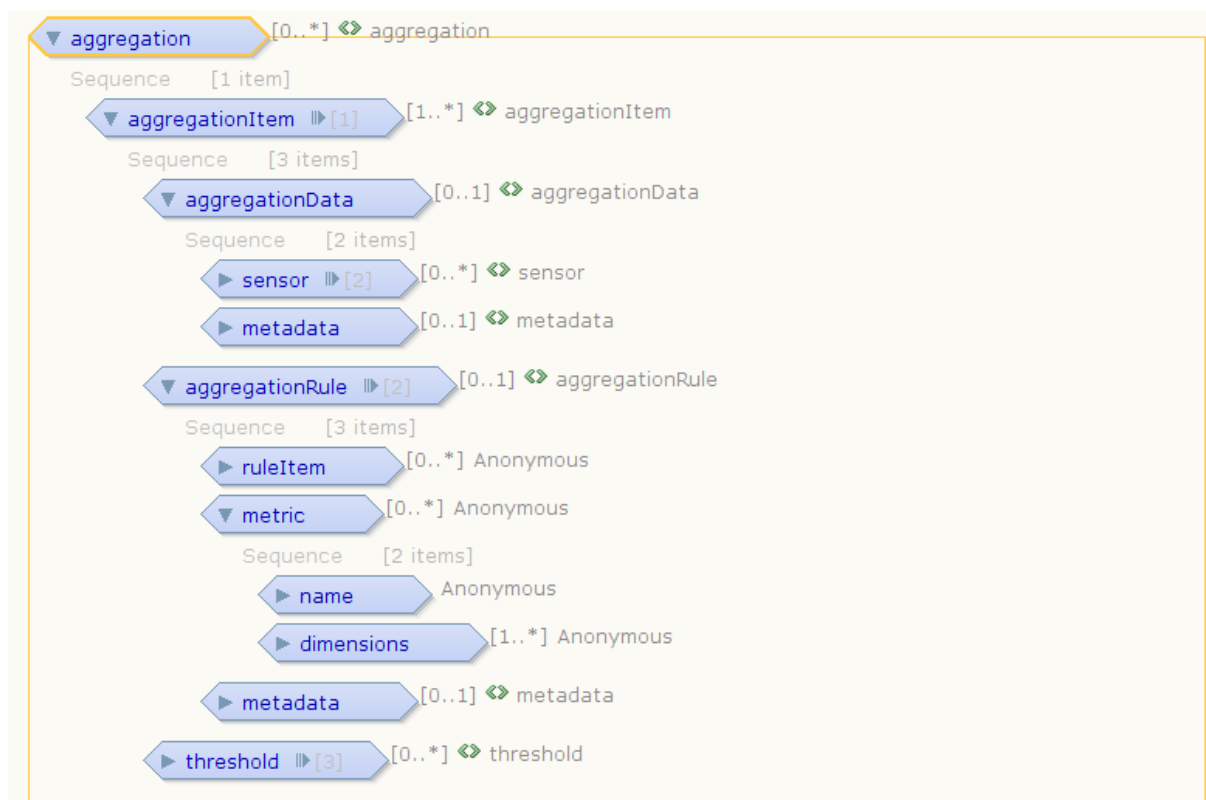 aggregation [0..*] aggregation
Sequence [1 item]
aggregationItem [1] [1..*] aggregationItem
Sequence [3 items]
aggregationData [0..1] aggregationData
Sequence [2 items]
sensor [2] [0..*] sensor
metadata [0..1] metadata
aggregationRule [2] [0..1] aggregationRule
Sequence [3 items]
ruleItem [0..*] Anonymous
metric [0..*] Anonymous
Sequence [2 items]
name Anonymous
dimensions [1..*] Anonymous
metadata [0..1] metadata
threshold [3] [0..*] threshold